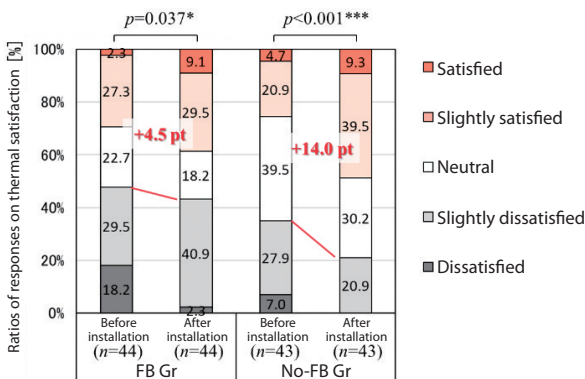 p=0.037*
p<0.001***
Ratios of responses on thermal satisfaction [%]
100%
80%
60%
40%
20%
0%
2.3
27.3
22.7
29.5
18.2
9.1
29.5
18.2
40.9
2.3
4.7
20.9
39.5
27.9
7.0
9.3
39.5
30.2
20.9
+4.5 pt
+14.0 pt
Before
installation
(n=44)
After
installation
(n=44)
Before
installation
(n=43)
After
installation
(n=43)
FB Gr
No-FB Gr
Satisfied
Slightly satisfied
Neutral
Slightly dissatisfied
Dissatisfied